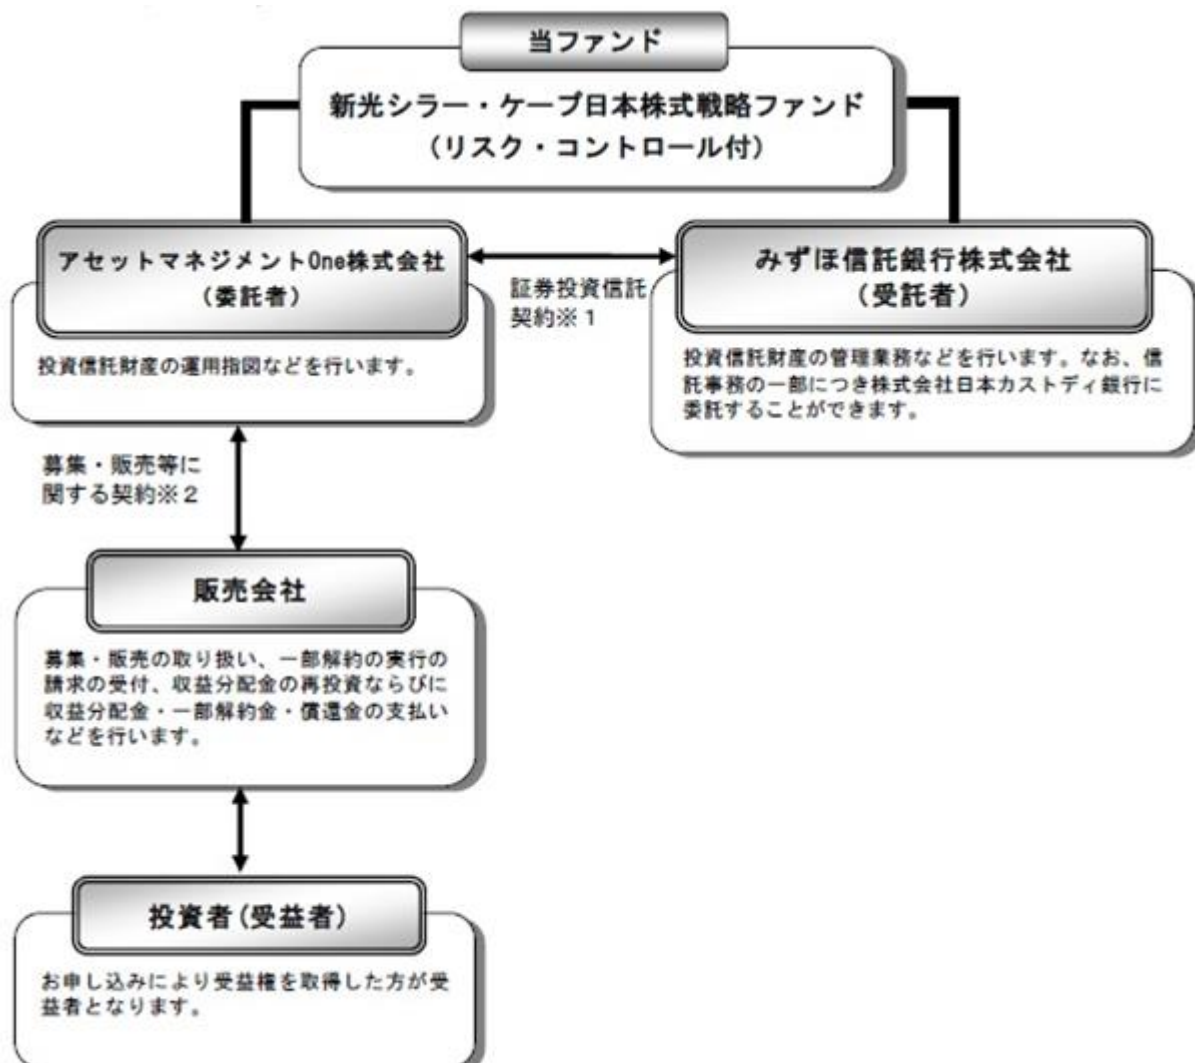 当ファンド
新光シラー・ケープ日本株式戦略ファンド
（リスク・コントロール付）
アセットマネジメントOne株式会社
（委託者）
投資信託財産の運用指図などを行います。
証券投資信託
契約※１
みずほ信託銀行株式会社
（受託者）
投資信託財産の管理業務などを行います。なお、信
託事務の一部につき株式会社日本カストディ銀行に
委託することができます。
募集・販売等に
関する契約※２
販売会社
募集・販売の取り扱い、一部解約の実行の
請求の受付、収益分配金の再投資ならびに
収益分配金・一部解約金・償還金の支払い
などを行います。
投資者(受益者)
お申し込みにより受益権を取得した方が受
益者となります。